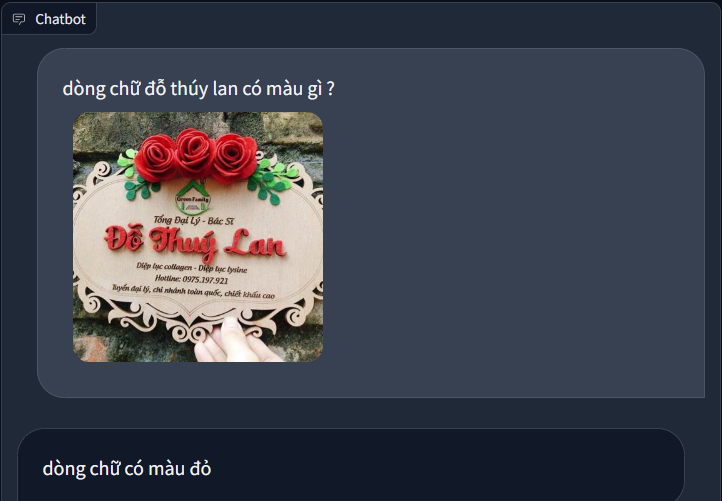 Chatbot
dòng chữ đỗ thúy lan có màu gì ?
Green Family
Tổng Đại Lý - Bác Sĩ
Đỗ Thuý Lan
Diệp lục collagen - Diệp lục lysine
Hotline: 0975.197.921
Tuyển đại lý, chi nhánh toàn quốc, chiết khấu cao
dòng chữ có màu đỏ